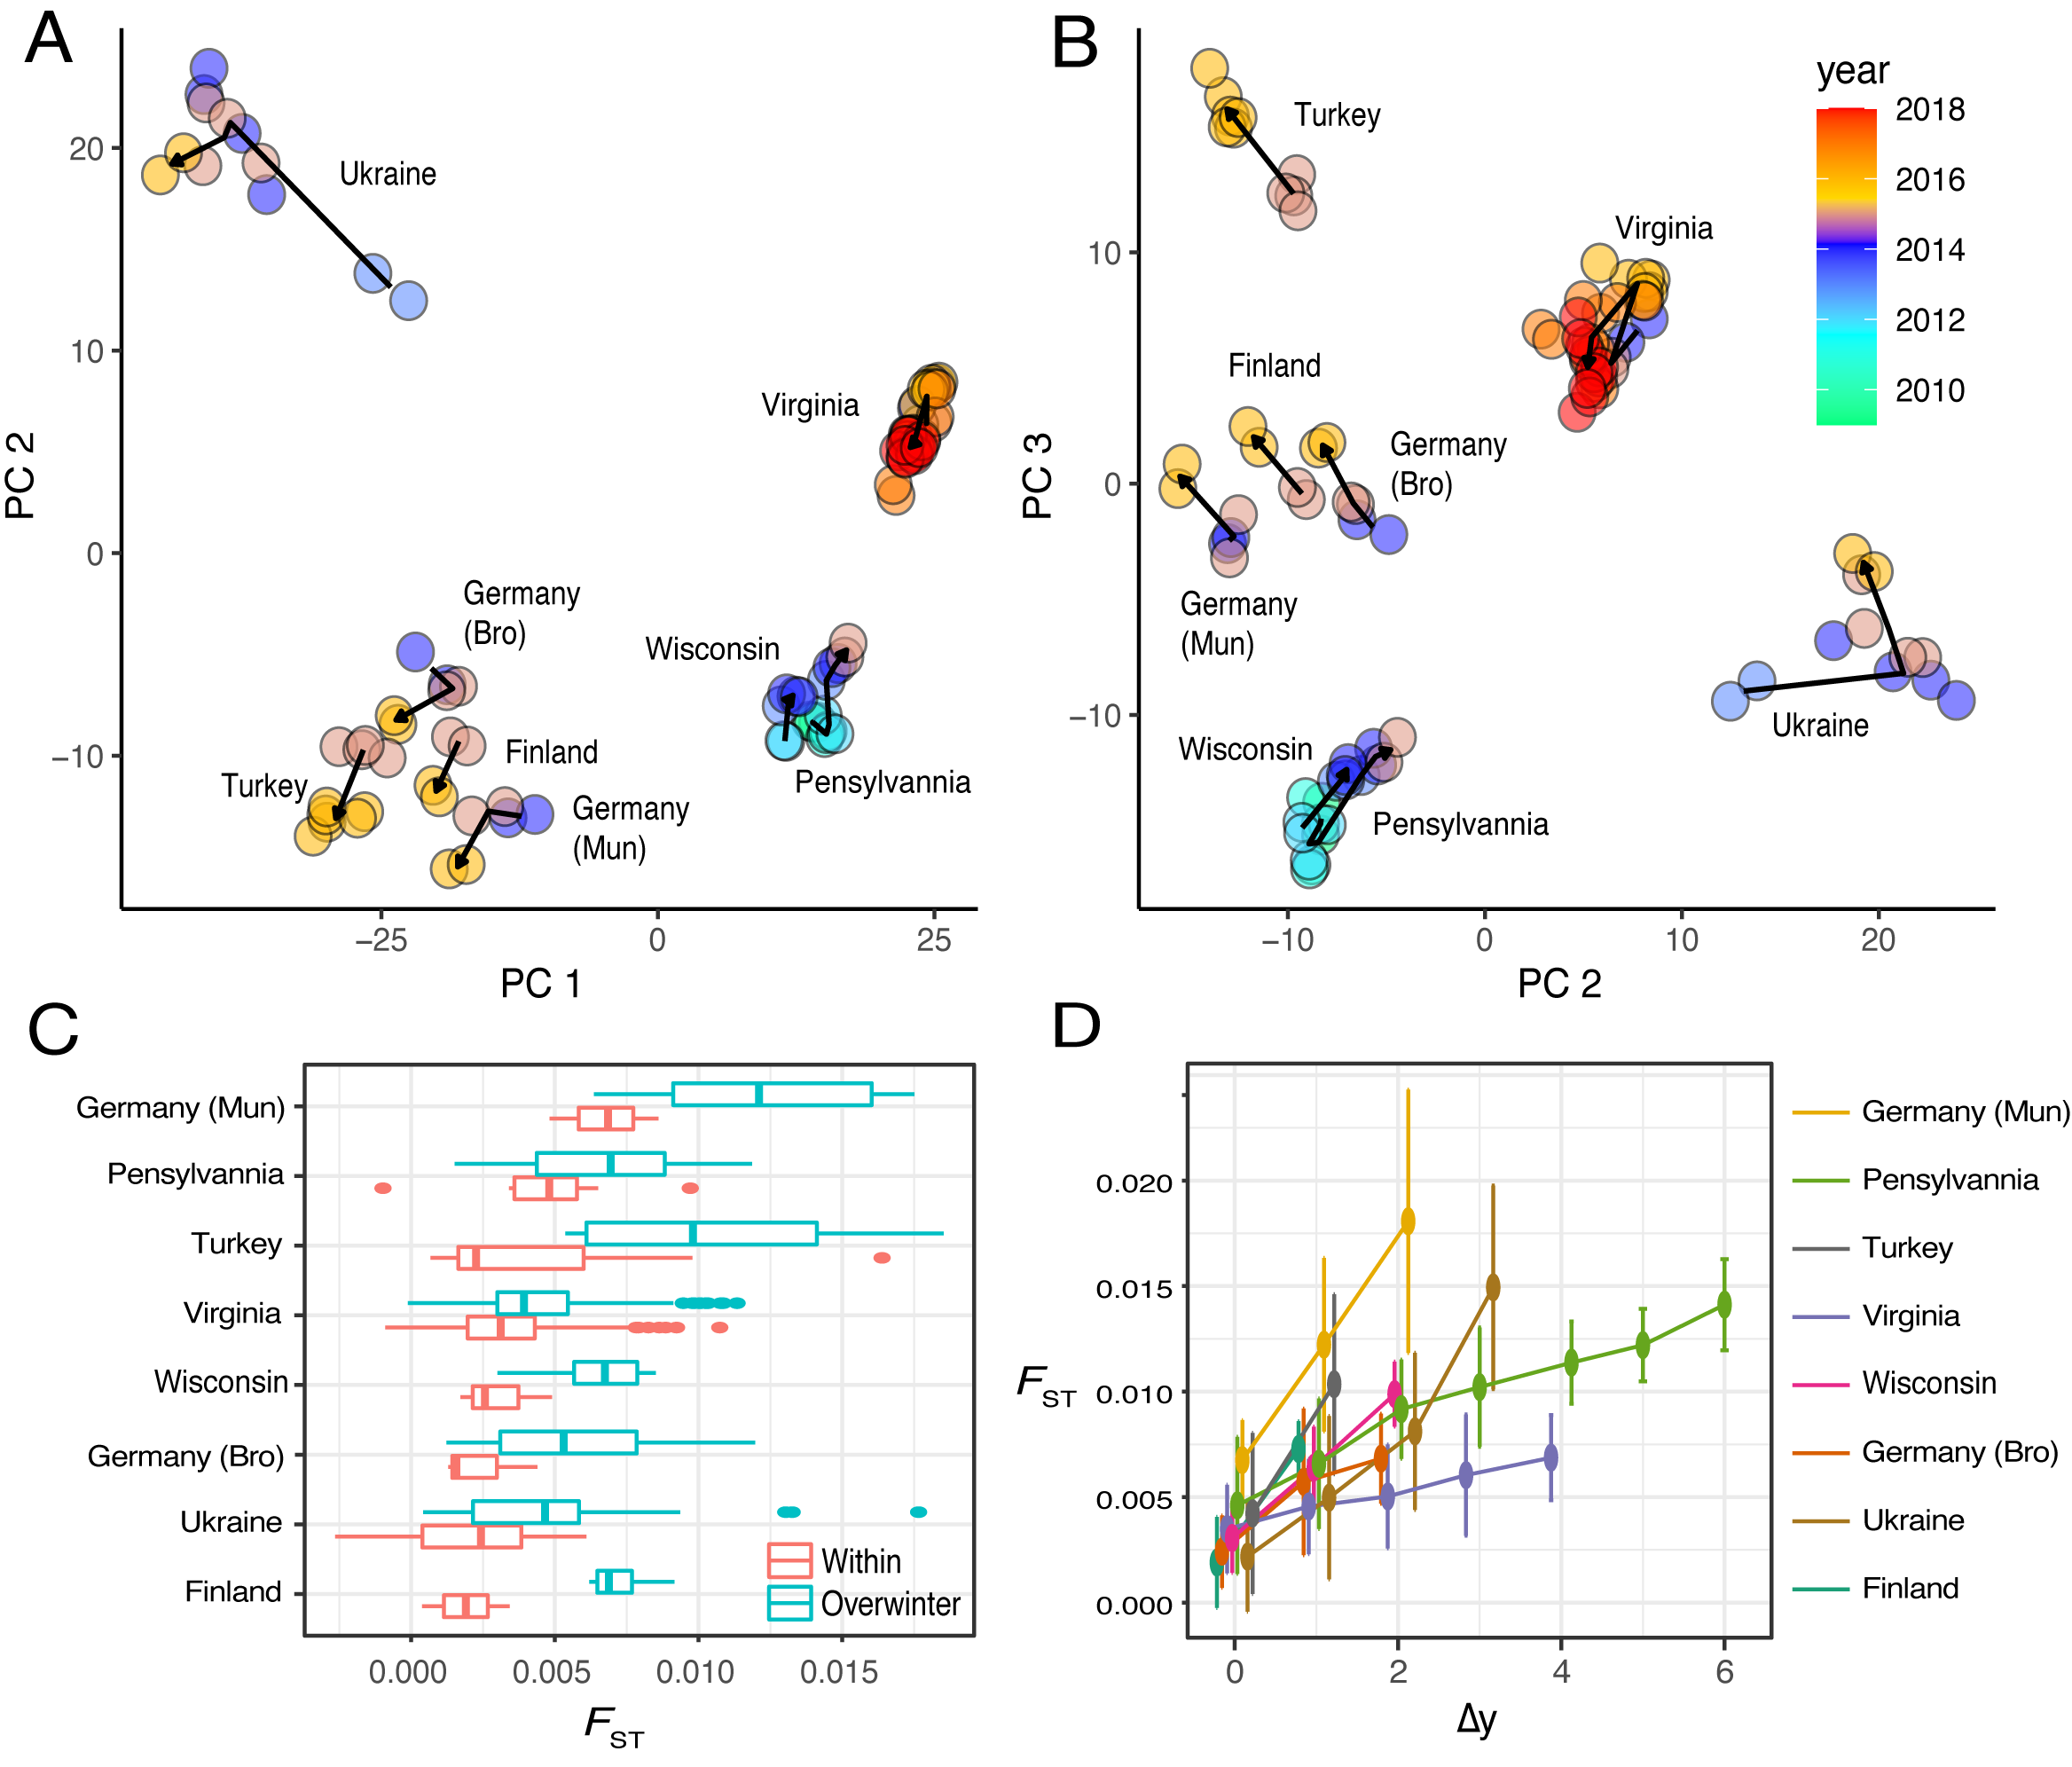 A
20
10
0
−10
PC 2
Ukraine
Virginia
Germany
(Bro)
Wisconsin
Turkey
Finland
Pensylvannia
Germany
(Mun)
−25
0
25
PC 1
B
10
0
−10
PC 3
Turkey
Virginia
Finland
Germany
(Bro)
Germany
(Mun)
Wisconsin
Ukraine
Pensylvannia
−10
0
10
20
PC 2
year
2018
2016
2014
2012
2010
C
Germany (Mun)
Pensylvannia
Turkey
Virginia
Wisconsin
Germany (Bro)
Ukraine
Finland
Within
Overwinter
0.000
0.005
0.010
0.015
FST
D
0.020
0.015
0.010
0.005
0.000
FST
0
2
4
6
Δy
Germany (Mun)
Pensylvannia
Turkey
Virginia
Wisconsin
Germany (Bro)
Ukraine
Finland